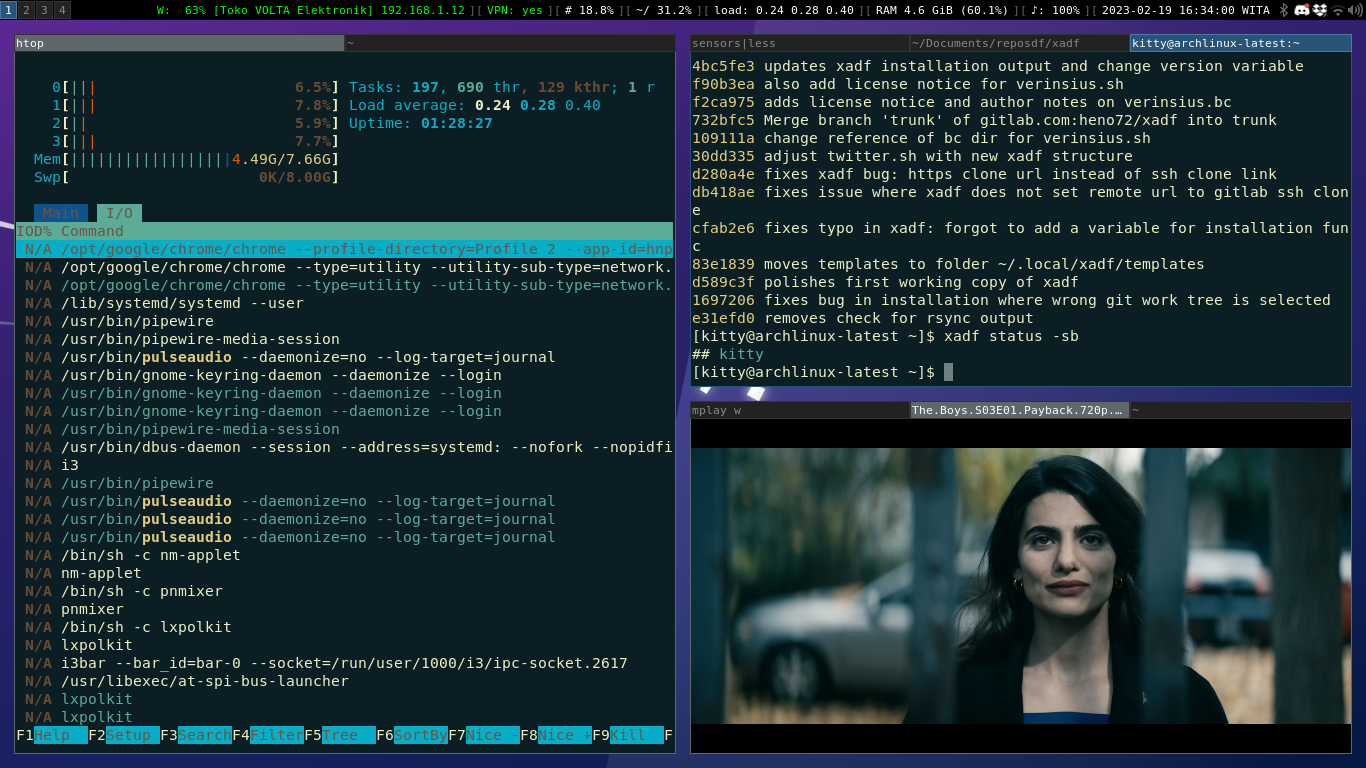 1 2 3 4
W: 63% [Toko VOLTA Elektronik] 192.168.1.12 ][ VPN: yes ][ # 18.8% ][ ~/ 31.2% ][ load: 0.24 0.28 0.40 ][ RAM 4.6 GiB (60.1%) ][ ♪: 100% ][ 2023-02-19 16:34:00 WITA
htop
~
0[||| 6.5%] Tasks: 197, 690 thr, 129 kthr; 1 r
1[||| 7.8%] Load average: 0.24 0.28 0.40
2[|| 5.9%] Uptime: 01:28:27
3[||| 7.7%]
Mem[||||||||||||||||||4.49G/7.66G]
Swp[ 0K/8.00G]
Main I/O
IOD% Command
N/A /opt/google/chrome/chrome --profile-directory=Profile 2 --app-id=hnp
N/A /opt/google/chrome/chrome --type=utility --utility-sub-type=network.
N/A /opt/google/chrome/chrome --type=utility --utility-sub-type=network.
N/A /lib/systemd/systemd --user
N/A /usr/bin/pipewire
N/A /usr/bin/pipewire-media-session
N/A /usr/bin/pulseaudio --daemonize=no --log-target=journal
N/A /usr/bin/gnome-keyring-daemon --daemonize --login
N/A /usr/bin/gnome-keyring-daemon --daemonize --login
N/A /usr/bin/gnome-keyring-daemon --daemonize --login
N/A /usr/bin/pipewire-media-session
N/A /usr/bin/dbus-daemon --session --address=systemd: --nofork --nopidfi
N/A i3
N/A /usr/bin/pipewire
N/A /usr/bin/pulseaudio --daemonize=no --log-target=journal
N/A /usr/bin/pulseaudio --daemonize=no --log-target=journal
N/A /usr/bin/pulseaudio --daemonize=no --log-target=journal
N/A /bin/sh -c nm-applet
N/A nm-applet
N/A /bin/sh -c pnmixer
N/A pnmixer
N/A /bin/sh -c lxpolkit
N/A lxpolkit
N/A i3bar --bar_id=bar-0 --socket=/run/user/1000/i3/ipc-socket.2617
N/A /usr/libexec/at-spi-bus-launcher
N/A lxpolkit
N/A lxpolkit
F1Help F2Setup F3SearchF4FilterF5Tree F6SortByF7Nice -F8Nice +F9Kill F
sensors|less
~/Documents/reposdf/xadf
kitty@archlinux-latest:~
4bc5fe3 updates xadf installation output and change version variable
f90b3ea also add license notice for verinsius.sh
f2ca975 adds license notice and author notes on verinsius.bc
732bfc5 Merge branch 'trunk' of gitlab.com:heno72/xadf into trunk
109111a change reference of bc dir for verinsius.sh
30dd335 adjust twitter.sh with new xadf structure
d280a4e fixes xadf bug: https clone url instead of ssh clone link
db418ae fixes issue where xadf does not set remote url to gitlab ssh clon
e
cfab2e6 fixes typo in xadf: forgot to add a variable for installation fun
c
83e1839 moves templates to folder ~/.local/xadf/templates
d589c3f polishes first working copy of xadf
1697206 fixes bug in installation where wrong git work tree is selected
e31efd0 removes check for rsync output
[kitty@archlinux-latest ~]$ xadf status -sb
## kitty
[kitty@archlinux-latest ~]$
mplay w
The.Boys.S03E01.Payback.720p.…
~